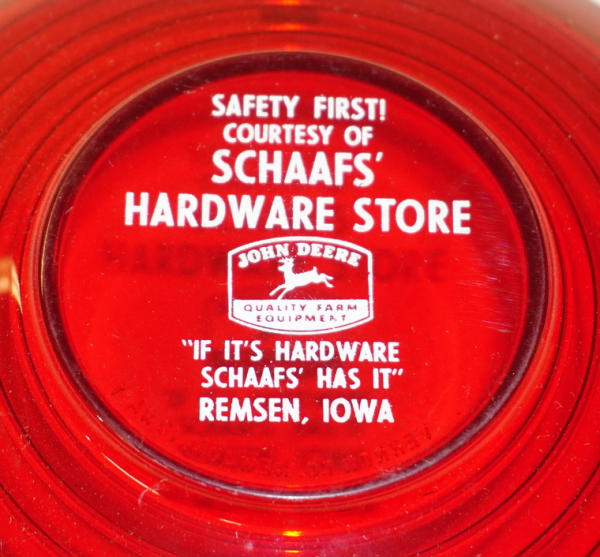 SAFETY FIRST!
COURTESY OF
SCHAAFS'
HARDWARE STORE
JOHN DEERE
QUALITY FARM
EQUIPMENT
"IF IT'S HARDWARE
SCHAAFS' HAS IT"
REMSEN, IOWA